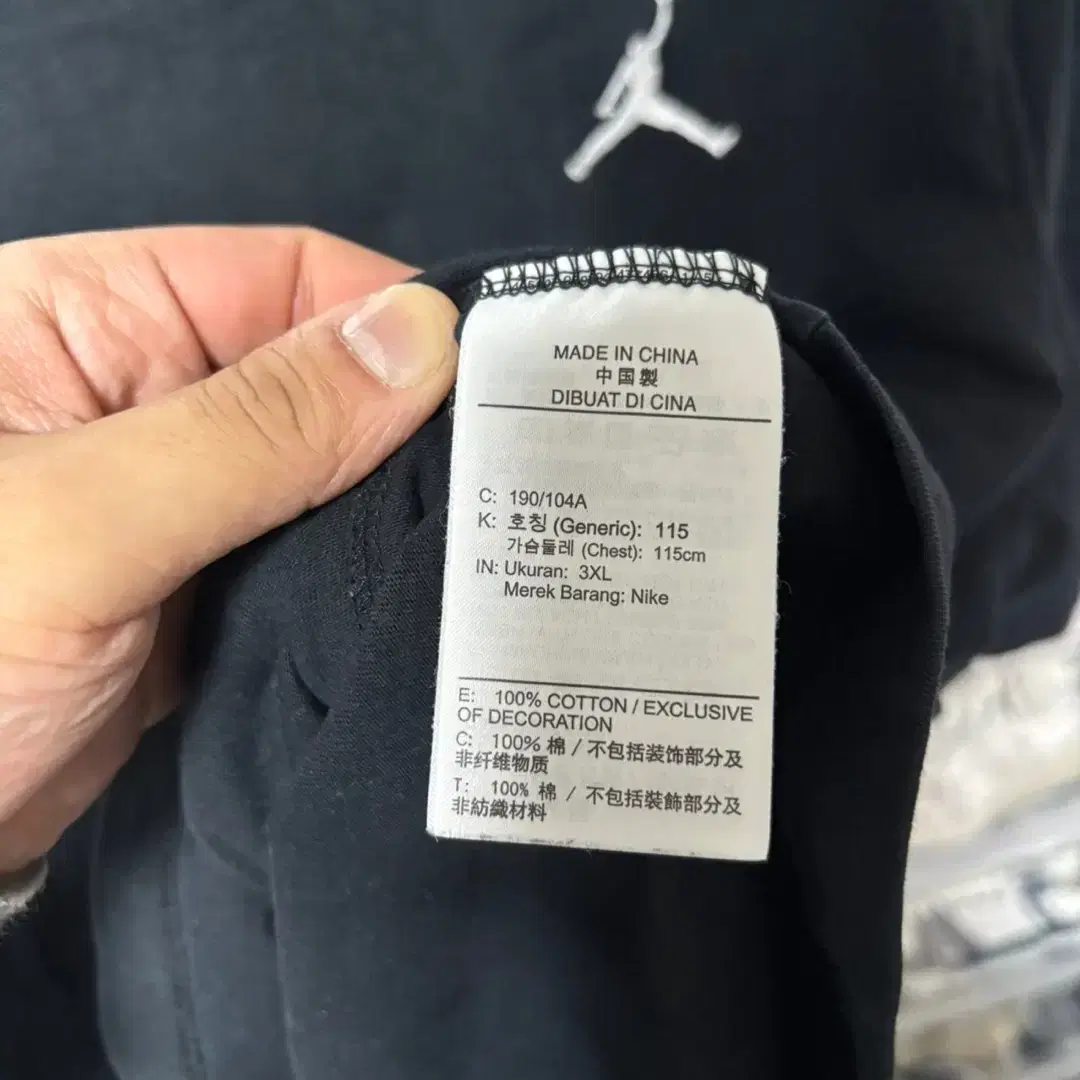 MADE IN CHINA
中国製
DIBUAT DI CINA
C: 190/104A
K: 호칭 (Generic): 115
가슴둘레 (Chest): 115cm
IN: Ukuran: 3XL
Merek Barang: Nike
E: 100% COTTON / EXCLUSIVE
OF DECORATION
C: 100% 棉 / 不包括装饰部分及
非纤维物质
T: 100% 棉 / 不包括裝飾部分及
非紡織材料